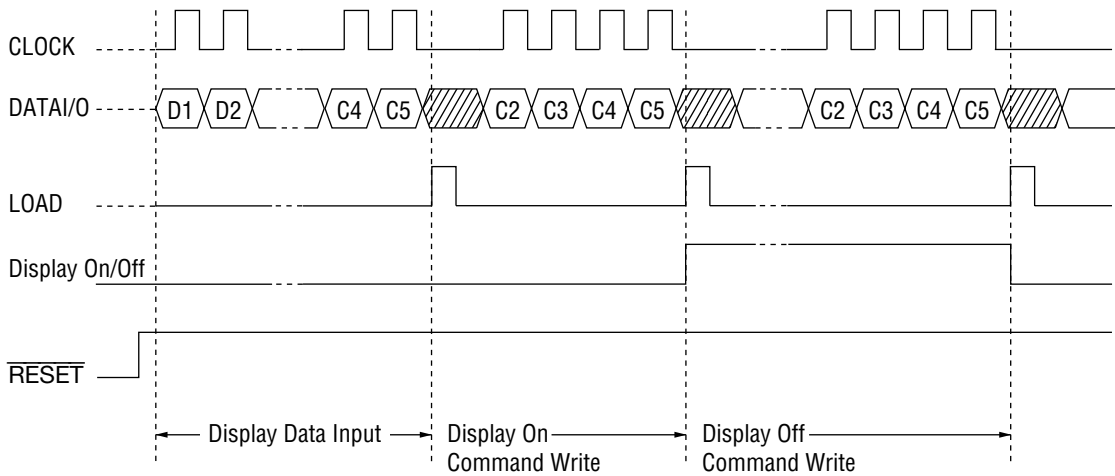 CLOCK
DATAI/O D1 D2 C4 C5 C2 C3 C4 C5 C2 C3 C4 C5
LOAD
Display On/Off
RESET
Display Data Input
Display On
Command Write
Display Off
Command Write